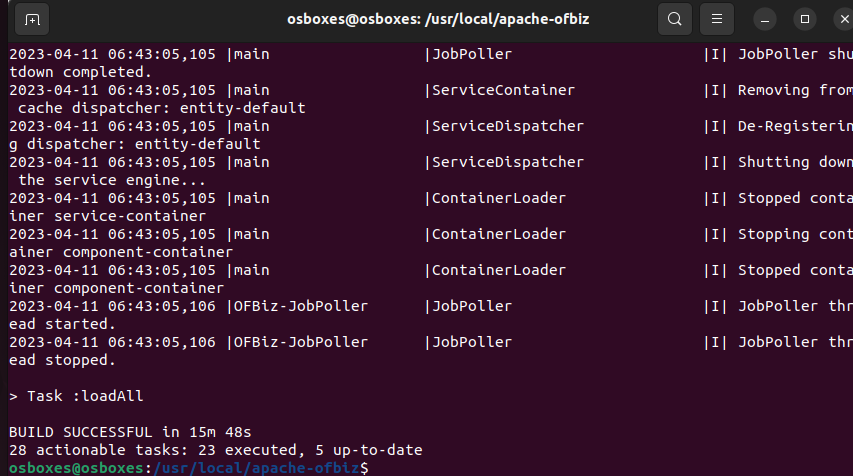 osboxes@osboxes: /usr/local/apache-ofbiz
2023-04-11 06:43:05,105 |main                 |JobPoller                     |I| JobPoller shu
tdown completed.
2023-04-11 06:43:05,105 |main                 |ServiceContainer              |I| Removing from
 cache dispatcher: entity-default
2023-04-11 06:43:05,105 |main                 |ServiceDispatcher             |I| De-Registerin
g dispatcher: entity-default
2023-04-11 06:43:05,105 |main                 |ServiceDispatcher             |I| Shutting down
 the service engine...
2023-04-11 06:43:05,105 |main                 |ContainerLoader               |I| Stopped conta
iner service-container
2023-04-11 06:43:05,105 |main                 |ContainerLoader               |I| Stopping cont
ainer component-container
2023-04-11 06:43:05,105 |main                 |ContainerLoader               |I| Stopped conta
iner component-container
2023-04-11 06:43:05,106 |OFBiz-JobPoller      |JobPoller                     |I| JobPoller thr
ead started.
2023-04-11 06:43:05,106 |OFBiz-JobPoller      |JobPoller                     |I| JobPoller thr
ead stopped.
> Task :loadAll
BUILD SUCCESSFUL in 15m 48s
28 actionable tasks: 23 executed, 5 up-to-date
osboxes@osboxes:/usr/local/apache-ofbiz$